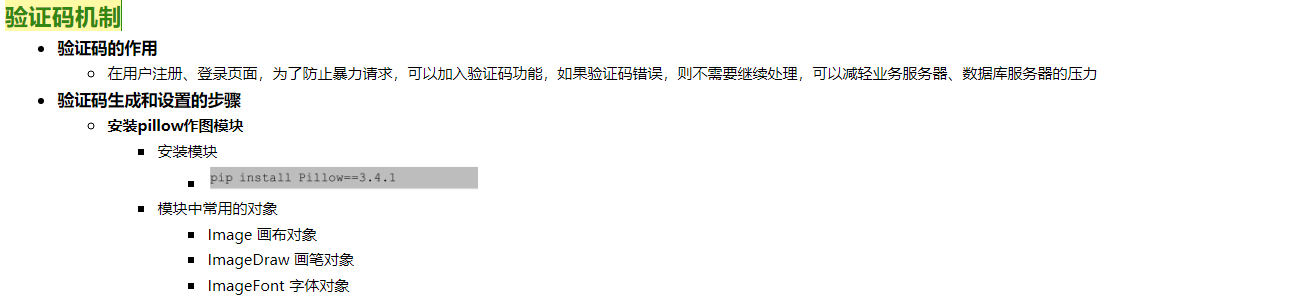 验证码机制
验证码的作用
在用户注册、登录页面，为了防止暴力请求，可以加入验证码功能，如果验证码错误，则不需要继续处理，可以减轻业务服务器、数据库服务器的压力
验证码生成和设置的步骤
安装pillow作图模块
安装模块
pip install Pillow==3.4.1
模块中常用的对象
Image 画布对象
ImageDraw 画笔对象
ImageFont 字体对象